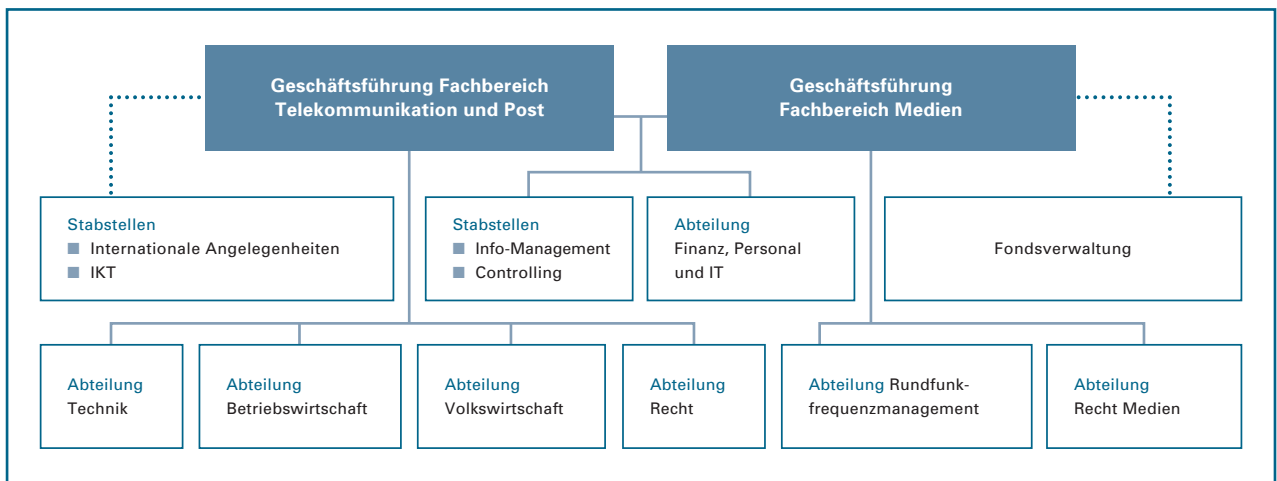 Geschäftsführung Fachbereich
Telekommunikation und Post
Geschäftsführung
Fachbereich Medien
Stabstellen
Internationale Angelegenheiten
IKT
Stabstellen
Info-Management
Controlling
Abteilung
Finanz, Personal
und IT
Fondsverwaltung
Abteilung
Technik
Abteilung
Betriebswirtschaft
Abteilung
Volkswirtschaft
Abteilung
Recht
Abteilung Rundfunk-
frequenzmanagement
Abteilung
Recht Medien